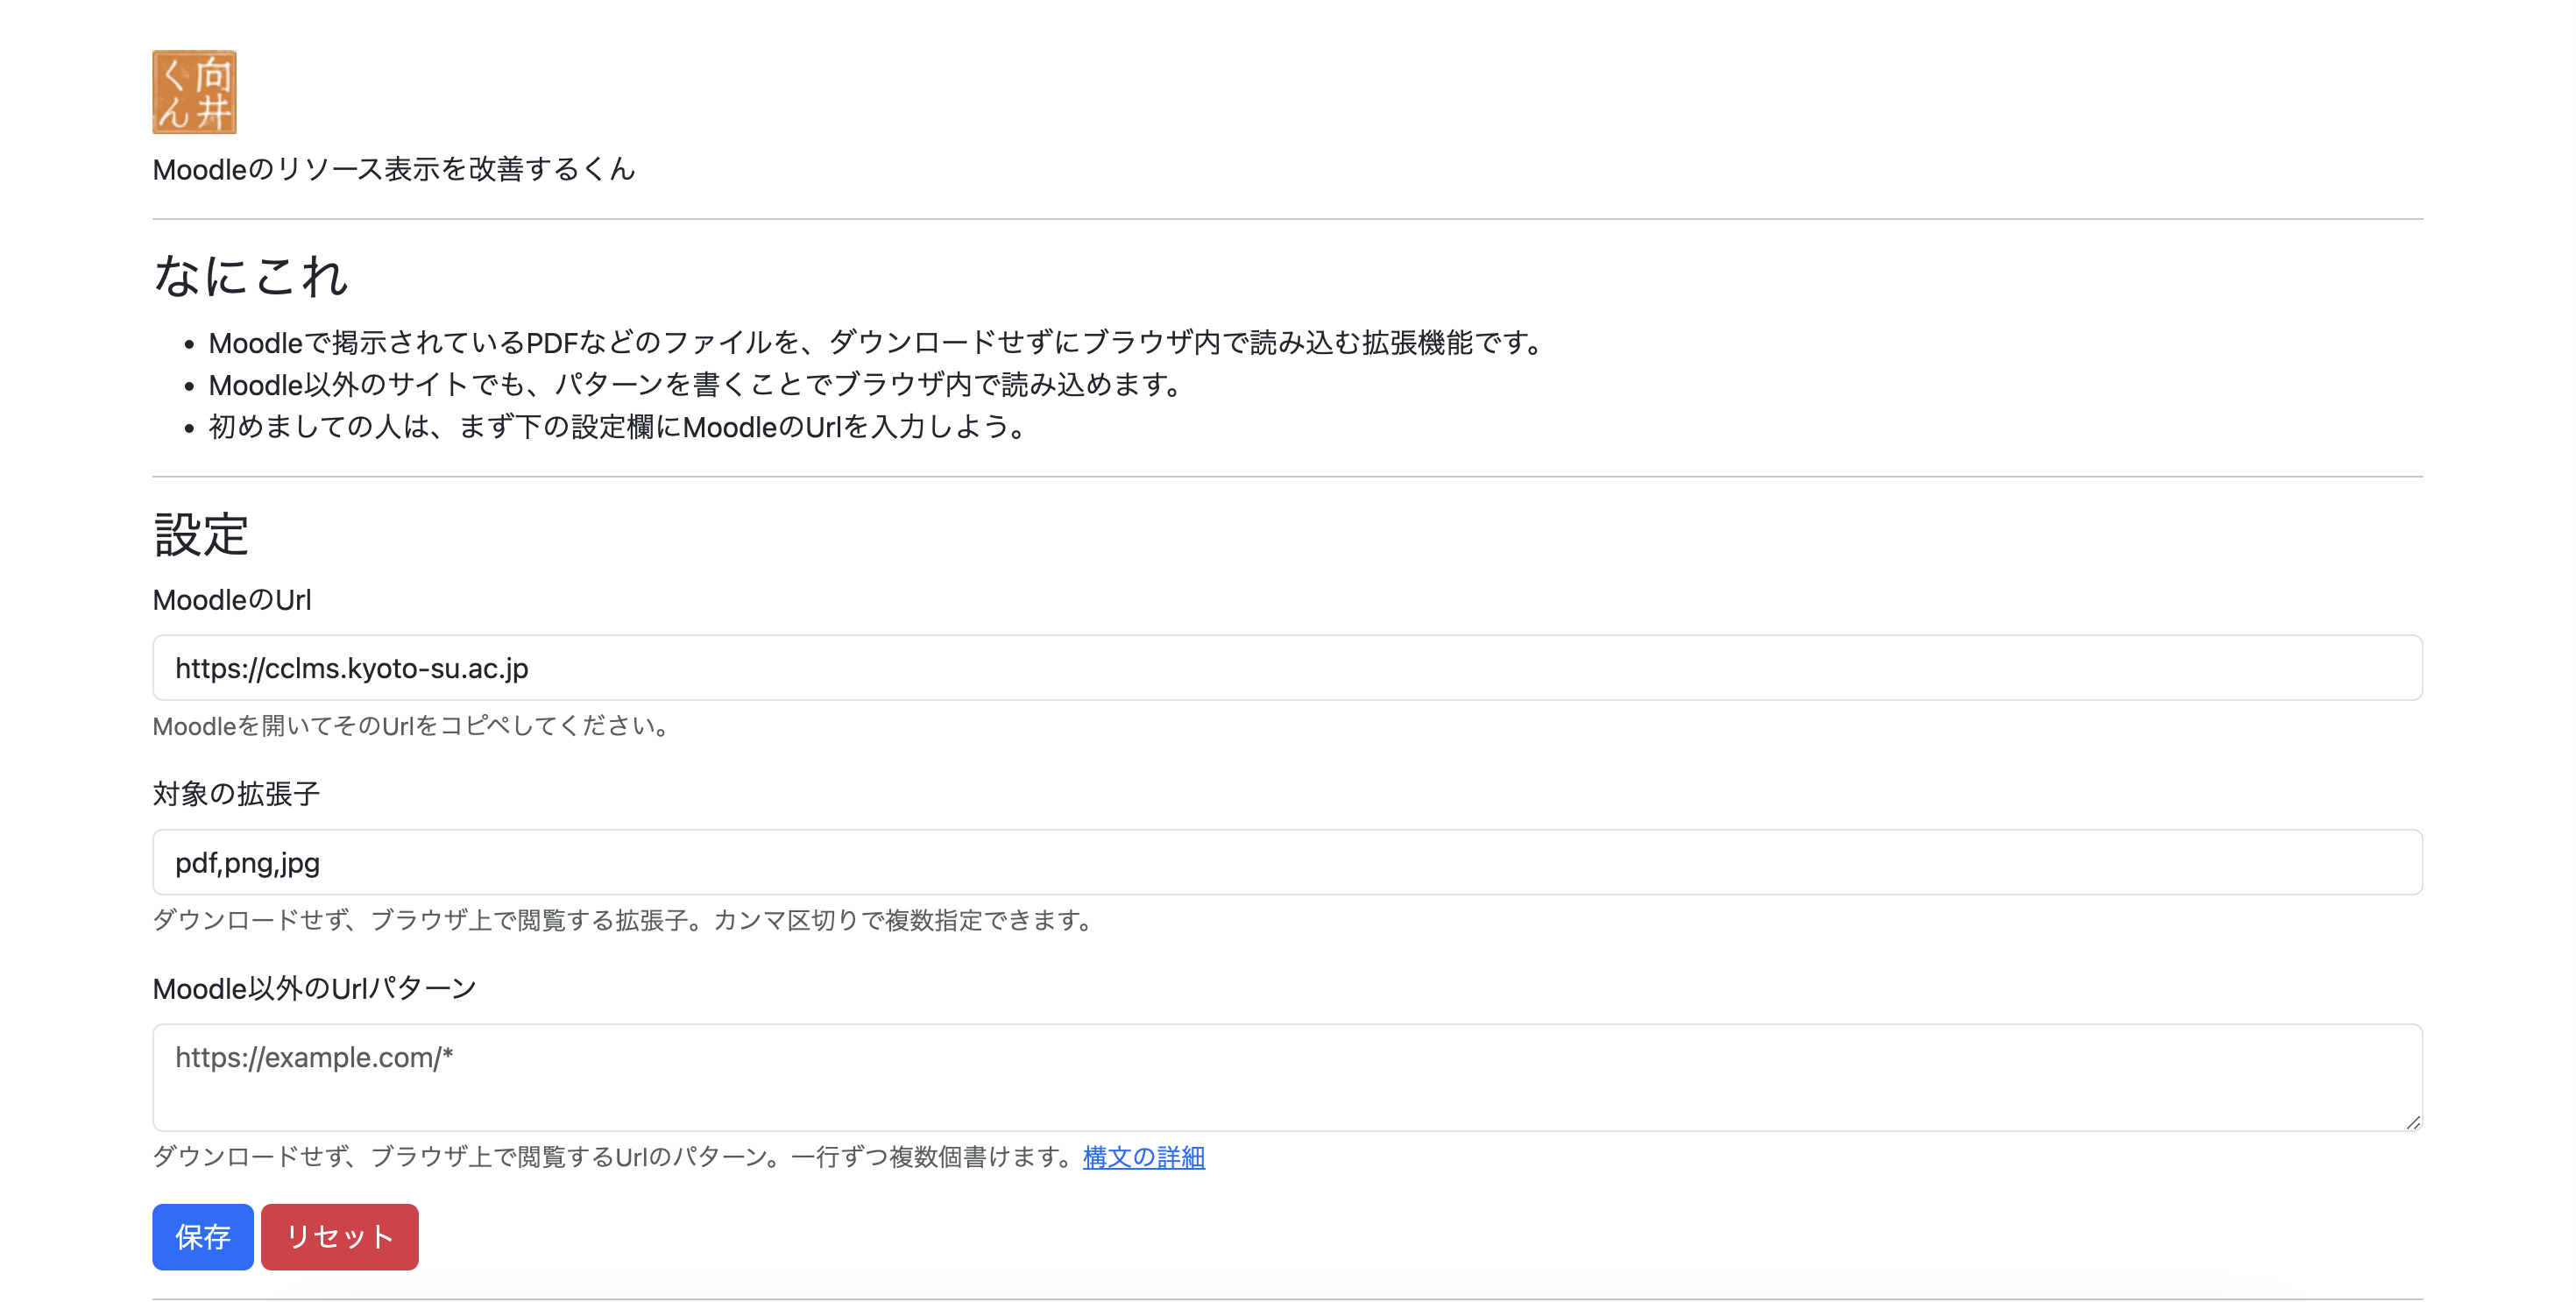 向井
くん
Moodleのリソース表示を改善するくん
なにこれ
• Moodleで掲示されているPDFなどのファイルを、ダウンロードせずにブラウザ内で読み込む拡張機能です。
• Moodle以外のサイトでも、パターンを書くことでブラウザ内で読み込めます。
• 初めましての人は、まず下の設定欄にMoodleのUrlを入力しよう。
設定
MoodleのUrl
https://cclms.kyoto-su.ac.jp
Moodleを開いてそのUrlをコピペしてください。
対象の拡張子
pdf,png,jpg
ダウンロードせず、ブラウザ上で閲覧する拡張子。カンマ区切りで複数指定できます。
Moodle以外のUrlパターン
https://example.com/*
ダウンロードせず、ブラウザ上で閲覧するUrlのパターン。一行ずつ複数個書けます。構文の詳細
保存 リセット